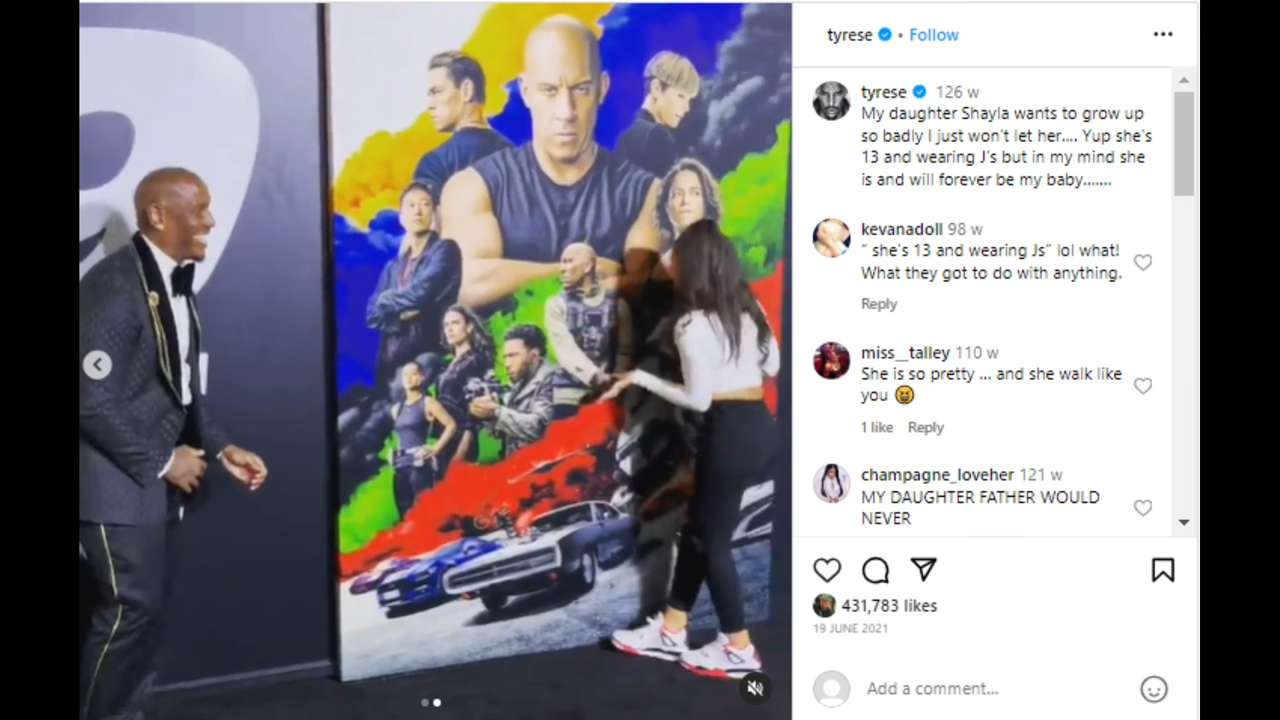 tyrese • Follow
tyrese 126 w
My daughter Shayla wants to grow up
so badly I just won't let her.... Yup she's
13 and wearing J's but in my mind she
is and will forever be my baby.......
kevanadoll 98 w
“ she's 13 and wearing Js” lol what!
What they got to do with anything.
Reply
miss__talley 110 w
She is so pretty ... and she walk like
you 😆
1 like Reply
champagne_loveher 121 w
MY DAUGHTER FATHER WOULD
NEVER
431,783 likes
19 JUNE 2021
Add a comment...